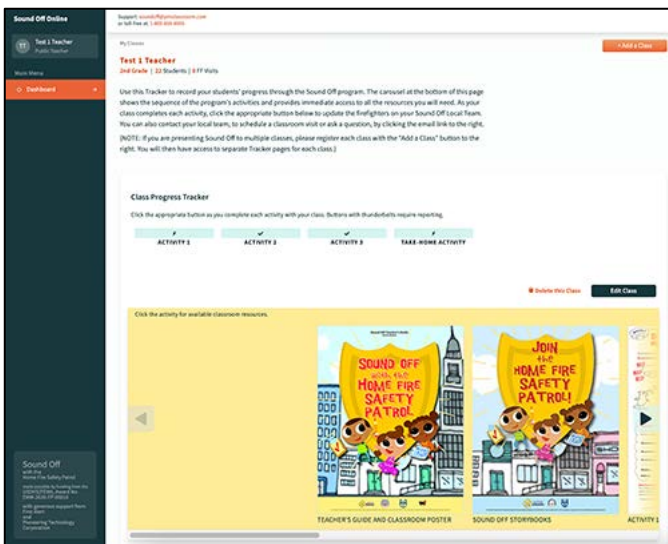 Sound Off Online
TT
Test 1 Teacher
Public Teacher
Main Menu
Dashboard
Sound Off
with the
Home Fire Safety Patrol
with generous support from
First Alert
and
Pioneering Technology
Corporation
My Classes
+ Add a Class
Test 1 Teacher
2nd Grade | 22 Students | 0 FF Visits
Use this Tracker to record your students' progress through the Sound Off program. The carousel at the bottom of this page
shows the sequence of the program's activities and provides immediate access to all the resources you will need. As your
class completes each activity, click the appropriate button below to update the firefighters on your Sound Off Local Team.
You can also contact your local team, to schedule a classroom visit or ask a question, by clicking the email link to the right.
(NOTE: If you are presenting Sound Off to multiple classes, please register each class with the "Add a Class" button to the
right. You will then have access to separate Tracker pages for each class.)
Class Progress Tracker
Click the appropriate button as you complete each activity with your class. Buttons with thunderbolts require reporting.
ACTIVITY 1
ACTIVITY 2
ACTIVITY 3
TAKE-HOME ACTIVITY
Delete this Class
Edit Class
Click the activity for available classroom resources.
SOUND OFF
with the
HOME FIRE
SAFETY
PATROL
TEACHER'S GUIDE AND CLASSROOM POSTER
JOIN
the
HOME FIRE
SAFETY
PATROL!
SOUND OFF STORYBOOKS
ACTIVITY 1